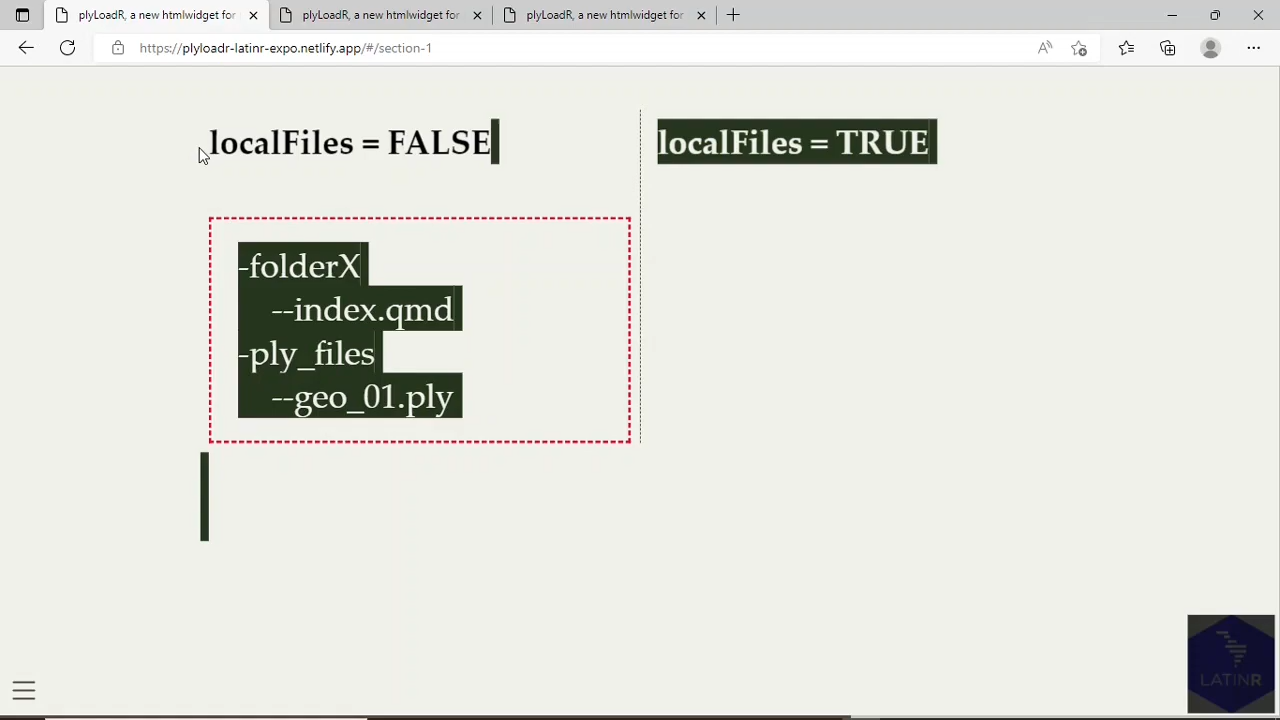 plyLoadR, a new htmlwidget for
plyLoadR, a new htmlwidget for
plyLoadR, a new htmlwidget for
https://plyloadr-latinr-expo.netlify.app/#/section-1
localFiles = FALSE
localFiles = TRUE
-folderX
--index.qmd
-ply_files
--geo_01.ply
LATINR